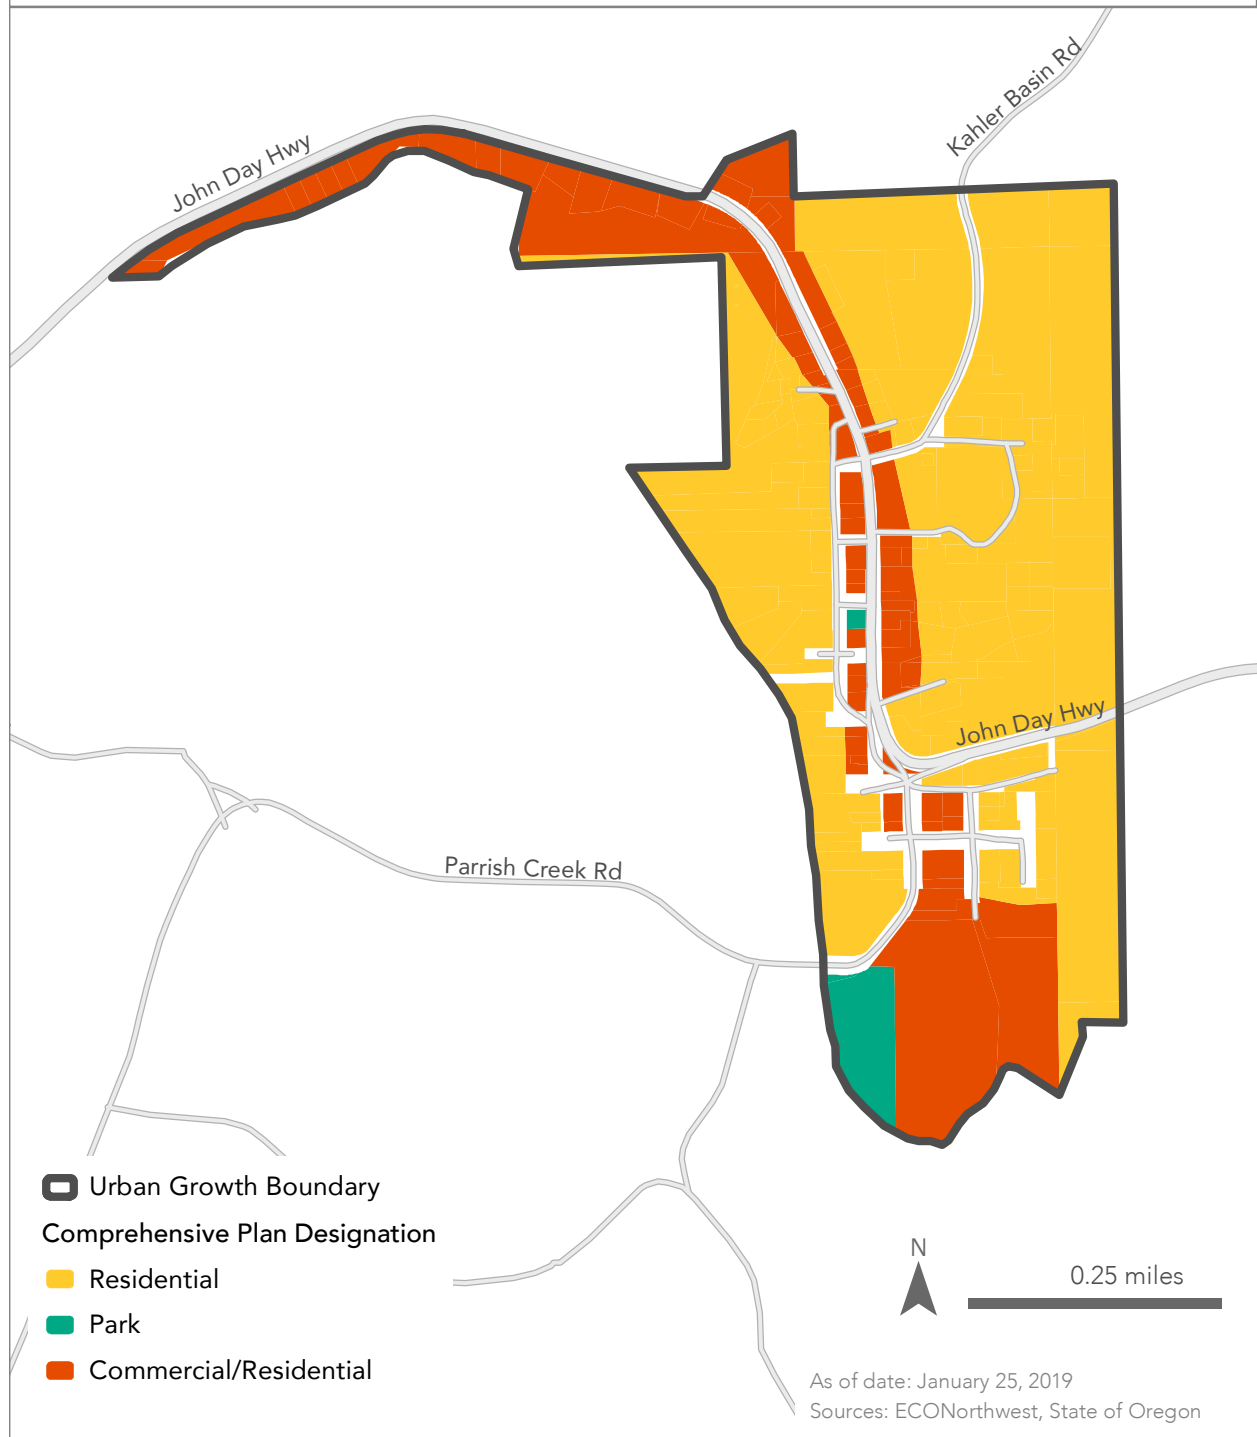 Kahler Basin Rd
John Day Hwy
John Day Hwy
Parrish Creek Rd
Urban Growth Boundary
Comprehensive Plan Designation
Residential
Park
Commercial/Residential
N
0.25 miles
As of date: January 25, 2019
Sources: ECONorthwest, State of Oregon